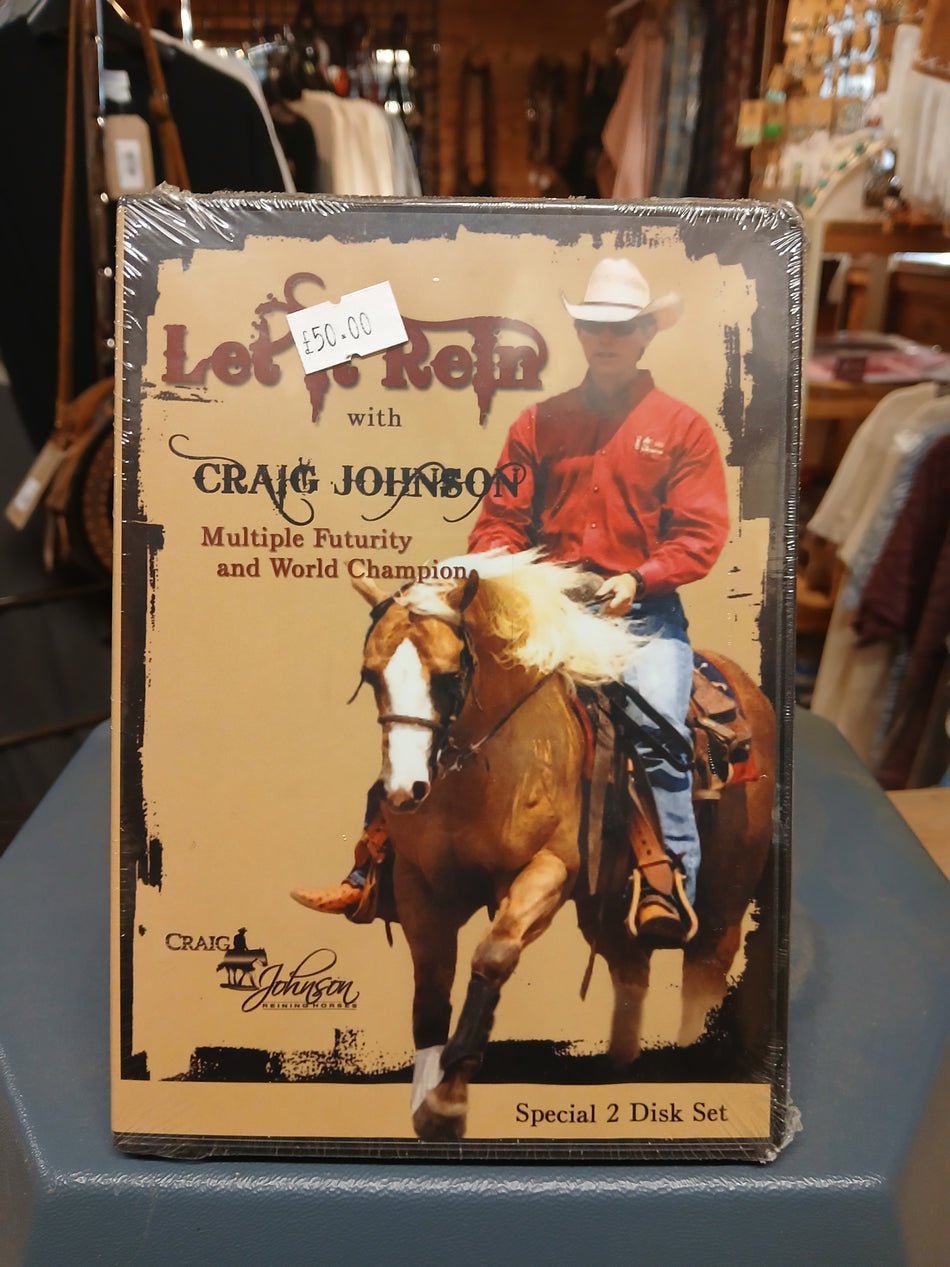 Let it Rein
£50.00
with
CRAIG JOHNSON
Multiple Futurity
and World Champion
CRAIG
Johnson
REINING HORSES
Special 2 Disk Set